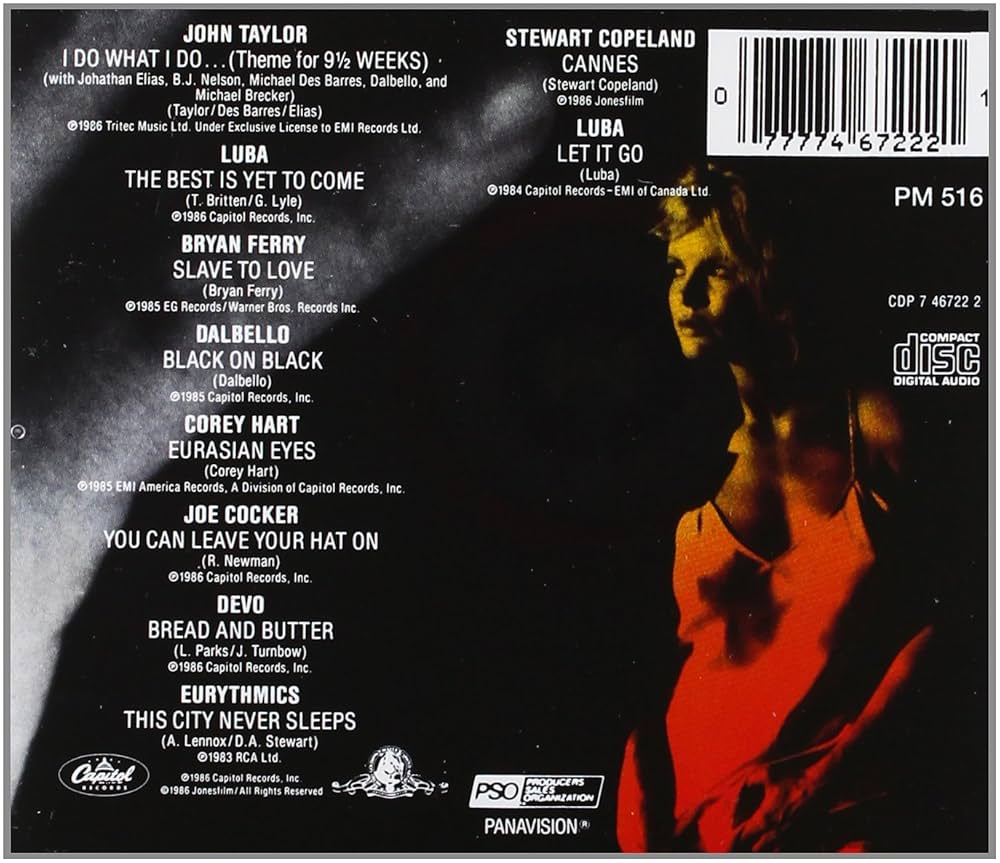 JOHN TAYLOR
I DO WHAT I DO...(Theme for 9½ WEEKS)
(with Johathan Elias, B.J. Nelson, Michael Des Barres, Dalbello, and
Michael Brecker)
(Taylor/Des Barres/Elias)
℗1986 Tritec Music Ltd. Under Exclusive License to EMI Records Ltd.
LUBA
THE BEST IS YET TO COME
(T. Britten/G. Lyle)
℗1986 Capitol Records, Inc.
BRYAN FERRY
SLAVE TO LOVE
(Bryan Ferry)
℗1985 EG Records/Warner Bros. Records Inc.
DALBELLO
BLACK ON BLACK
(Dalbello)
℗1985 Capitol Records, Inc.
COREY HART
EURASIAN EYES
(Corey Hart)
℗1985 EMI America Records, A Division of Capitol Records, Inc.
JOE COCKER
YOU CAN LEAVE YOUR HAT ON
(R. Newman)
℗1986 Capitol Records, Inc.
DEVO
BREAD AND BUTTER
(L. Parks/J. Turnbow)
℗1986 Capitol Records, Inc.
EURYTHMICS
THIS CITY NEVER SLEEPS
(A. Lennox/D.A. Stewart)
℗1983 RCA Ltd.
℗1986 Capitol Records, Inc.
©1986 Jonesfilm/All Rights Reserved
Capitol
RECORDS
STEWART COPELAND
CANNES
(Stewart Copeland)
℗1986 Jonesfilm
LUBA
LET IT GO
(Luba)
℗1984 Capitol Records–EMI of Canada Ltd.
PSO PRODUCERS
SALES
ORGANIZATION
PANAVISION®
0 77774 67222 1
PM 516
CDP 7 46722 2
COMPACT
disc
DIGITAL AUDIO